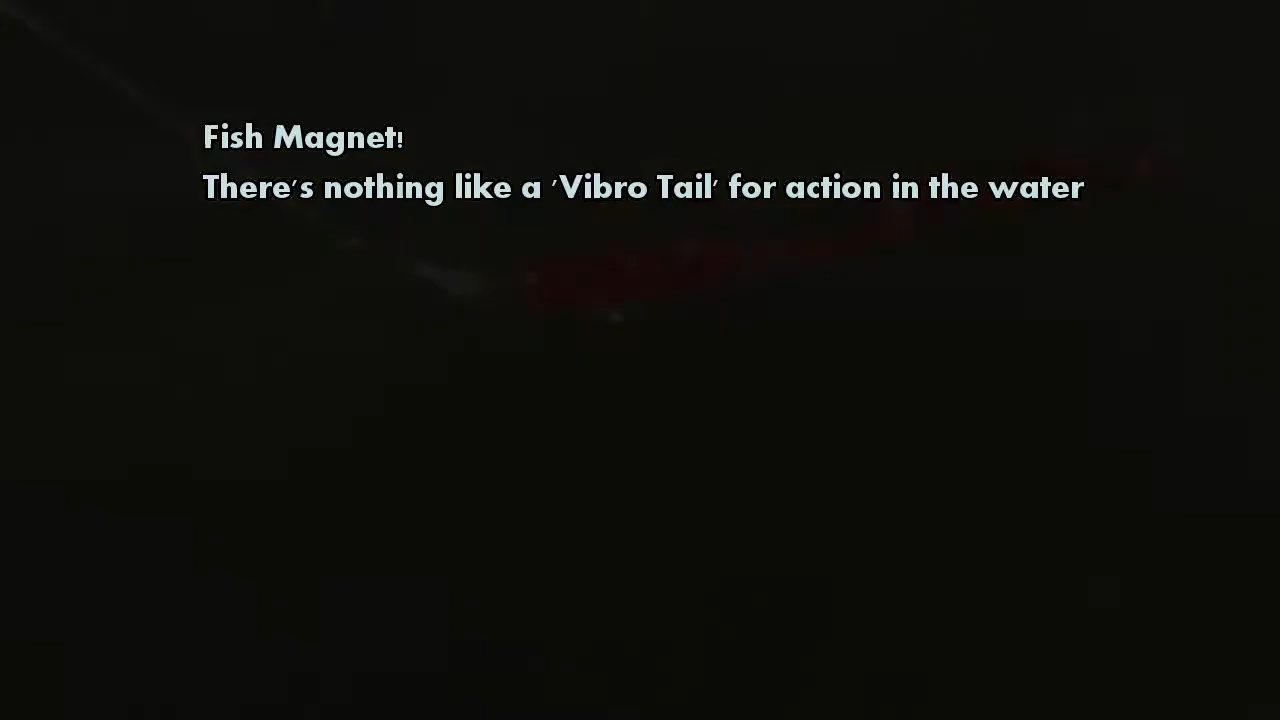 Fish Magnet!
There's nothing like a 'Vibro Tail' for action in the water